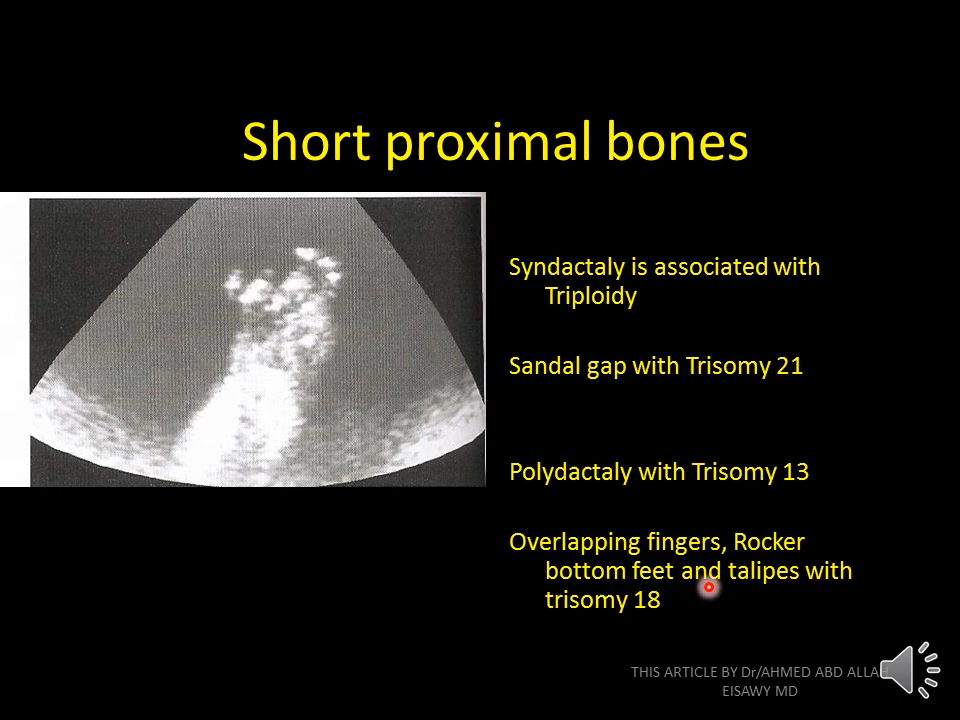 Short proximal bones
Syndactaly is associated with
Triploidy
Sandal gap with Trisomy 21
Polydactaly with Trisomy 13
Overlapping fingers, Rocker
bottom feet and talipes with
trisomy 18
THIS ARTICLE BY Dr/AHMED ABD ALLAH
EISAWY MD